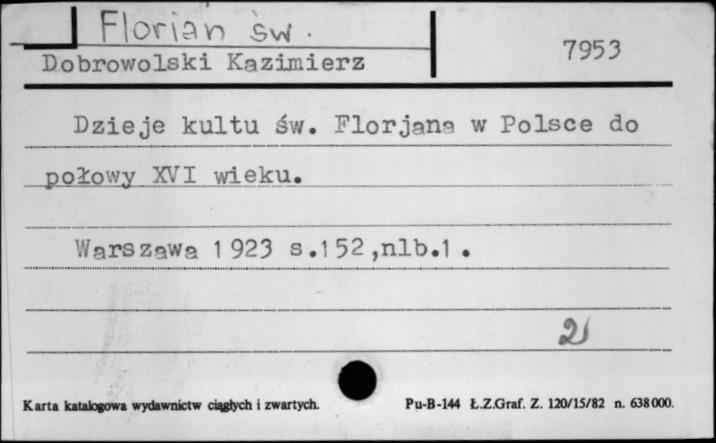 Florian św.
Dobrowolski Kazimierz
7953
Dzieje kultu św. Florjana w Polsce do
połowy XVI wieku.
Warszawa 1923 s.152,nlb.1.
2
Karta katalogowa wydawnictw ciągłych i zwartych.
Pu-B-144 Ł.Z.Graf. Z. 120/15/82 n. 638000.